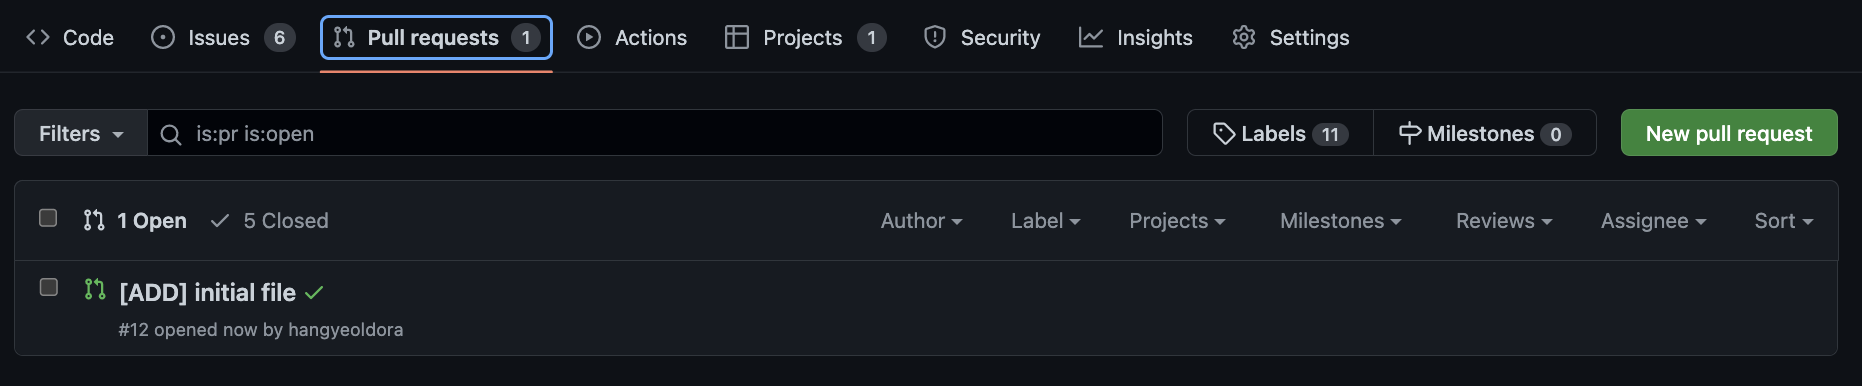 Code Issues 6 Pull requests 1 Actions Projects 1 Security Insights Settings
Filters is:pr is:open Labels 11 Milestones 0 New pull request
1 Open 5 Closed Author Label Projects Milestones Reviews Assignee Sort
[ADD] initial file
#12 opened now by hangyeoldora